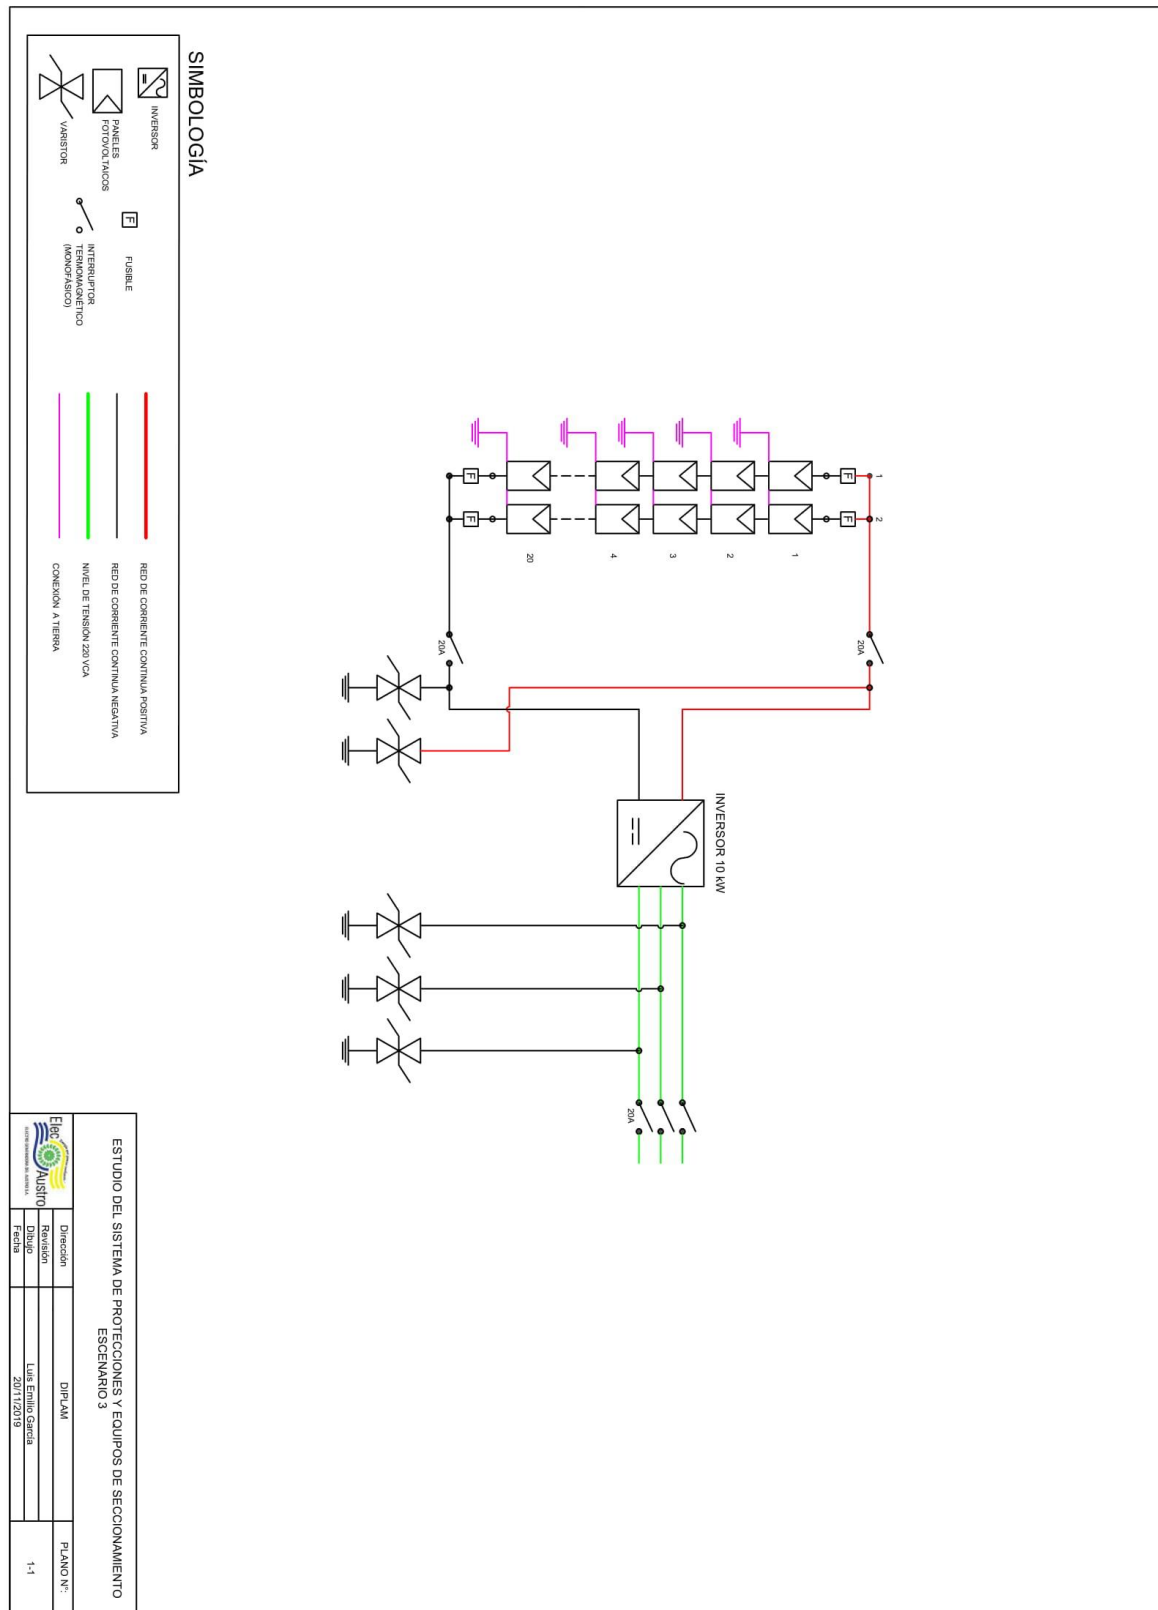 SIMBOLOGÍA
INVERSOR
PANELES
FOTOVOLTAICOS
VARISTOR
F
FUSIBLE
INTERRUPTOR
TERMOMAGNÉTICO
(MONOFÁSICO)
RED DE CORRIENTE CONTINUA POSITIVA
RED DE CORRIENTE CONTINUA NEGATIVA
NIVEL DE TENSIÓN 220 VCA
CONEXIÓN A TIERRA
1
2
F
F
F
F
1
2
3
4
20
20A
20A
INVERSOR 10 kW
20A
ESTUDIO DEL SISTEMA DE PROTECCIONES Y EQUIPOS DE SECCIONAMIENTO
ESCENARIO 3
Elec Austro
Dirección
DIPLAM
PLANO N°:
Revisión
Dibujo
Luis Emilio García
1-1
Fecha
20/11/2019